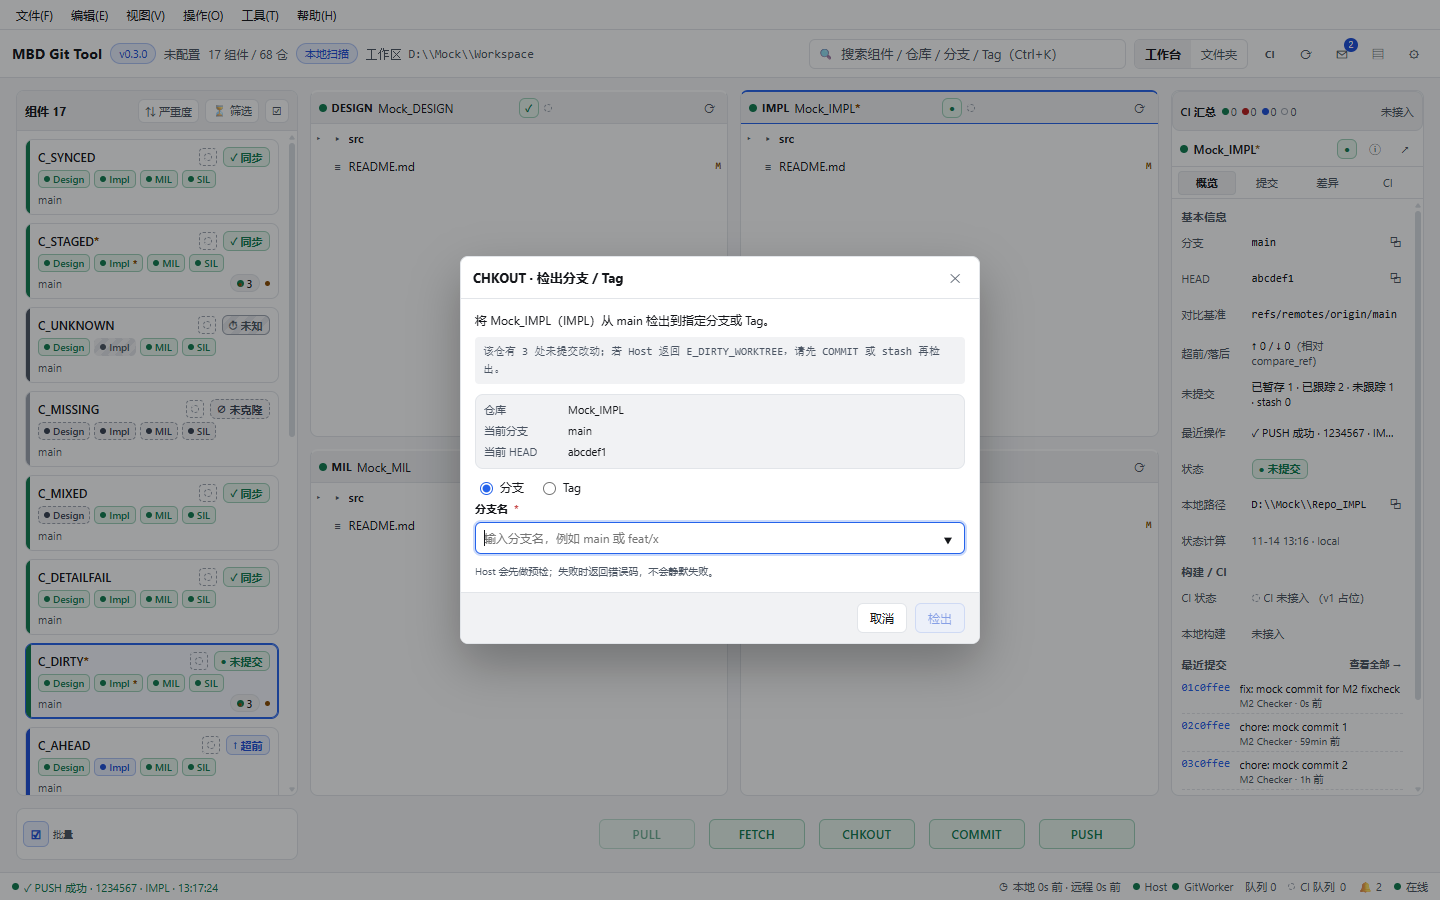 文件(F) 编辑(E) 视图(V) 操作(O) 工具(T) 帮助(H)
MBD Git Tool v0.3.0 未配置 17 组件 / 68 仓 本地扫描 工作区 D:\\Mock\\Workspace
搜索组件 / 仓库 / 分支 / Tag（Ctrl+K） 工作台 文件夹 CI 2
组件 17 严重度 筛选
C_SYNCED ✓ 同步
Design Impl MIL SIL
main
C_STAGED* ✓ 同步
Design Impl * MIL SIL
main 3
C_UNKNOWN 未知
Design Impl MIL SIL
main
C_MISSING 未克隆
Design Impl MIL SIL
main
C_MIXED ✓ 同步
Design Impl MIL SIL
main
C_DETAILFAIL ✓ 同步
Design Impl MIL SIL
main
C_DIRTY* 未提交
Design Impl * MIL SIL
main 3
C_AHEAD ↑ 超前
Design Impl MIL SIL
main
批量
DESIGN Mock_DESIGN ✓
src
README.md M
IMPL Mock_IMPL*
src
README.md M
MIL Mock_MIL
src
README.md
M
CHKOUT · 检出分支 / Tag
将 Mock_IMPL（IMPL）从 main 检出到指定分支或 Tag。
该仓有 3 处未提交改动；若 Host 返回 E_DIRTY_WORKTREE，请先 COMMIT 或 stash 再检
出。
仓库 Mock_IMPL
当前分支 main
当前 HEAD abcdef1
分支 Tag
分支名 *
输入分支名，例如 main 或 feat/x
Host 会先做预检；失败时返回错误码，不会静默失败。
取消 检出
PULL FETCH CHKOUT COMMIT PUSH
CI 汇总 0 0 0 0 未接入
Mock_IMPL*
概览 提交 差异 CI
基本信息
分支 main
HEAD abcdef1
对比基准 refs/remotes/origin/main
超前/落后 ↑ 0 / ↓ 0 （相对
compare_ref)
未提交 已暂存 1 · 已跟踪 2 · 未跟踪 1
· stash 0
最近操作 ✓ PUSH 成功 · 1234567 · IM...
状态 未提交
本地路径 D:\\Mock\\Repo_IMPL
状态计算 11-14 13:16 · local
构建 / CI
CI 状态 CI 未接入 （v1 占位）
本地构建 未接入
最近提交 查看全部 →
01c0ffee fix: mock commit for M2 fixcheck
M2 Checker · 0s 前
02c0ffee chore: mock commit 1
M2 Checker · 59min 前
03c0ffee chore: mock commit 2
M2 Checker · 1h 前
✓ PUSH 成功 · 1234567 · IMPL · 13:17:24
本地 0s 前 · 远程 0s 前 Host GitWorker 队列 0 CI 队列 0 2 在线